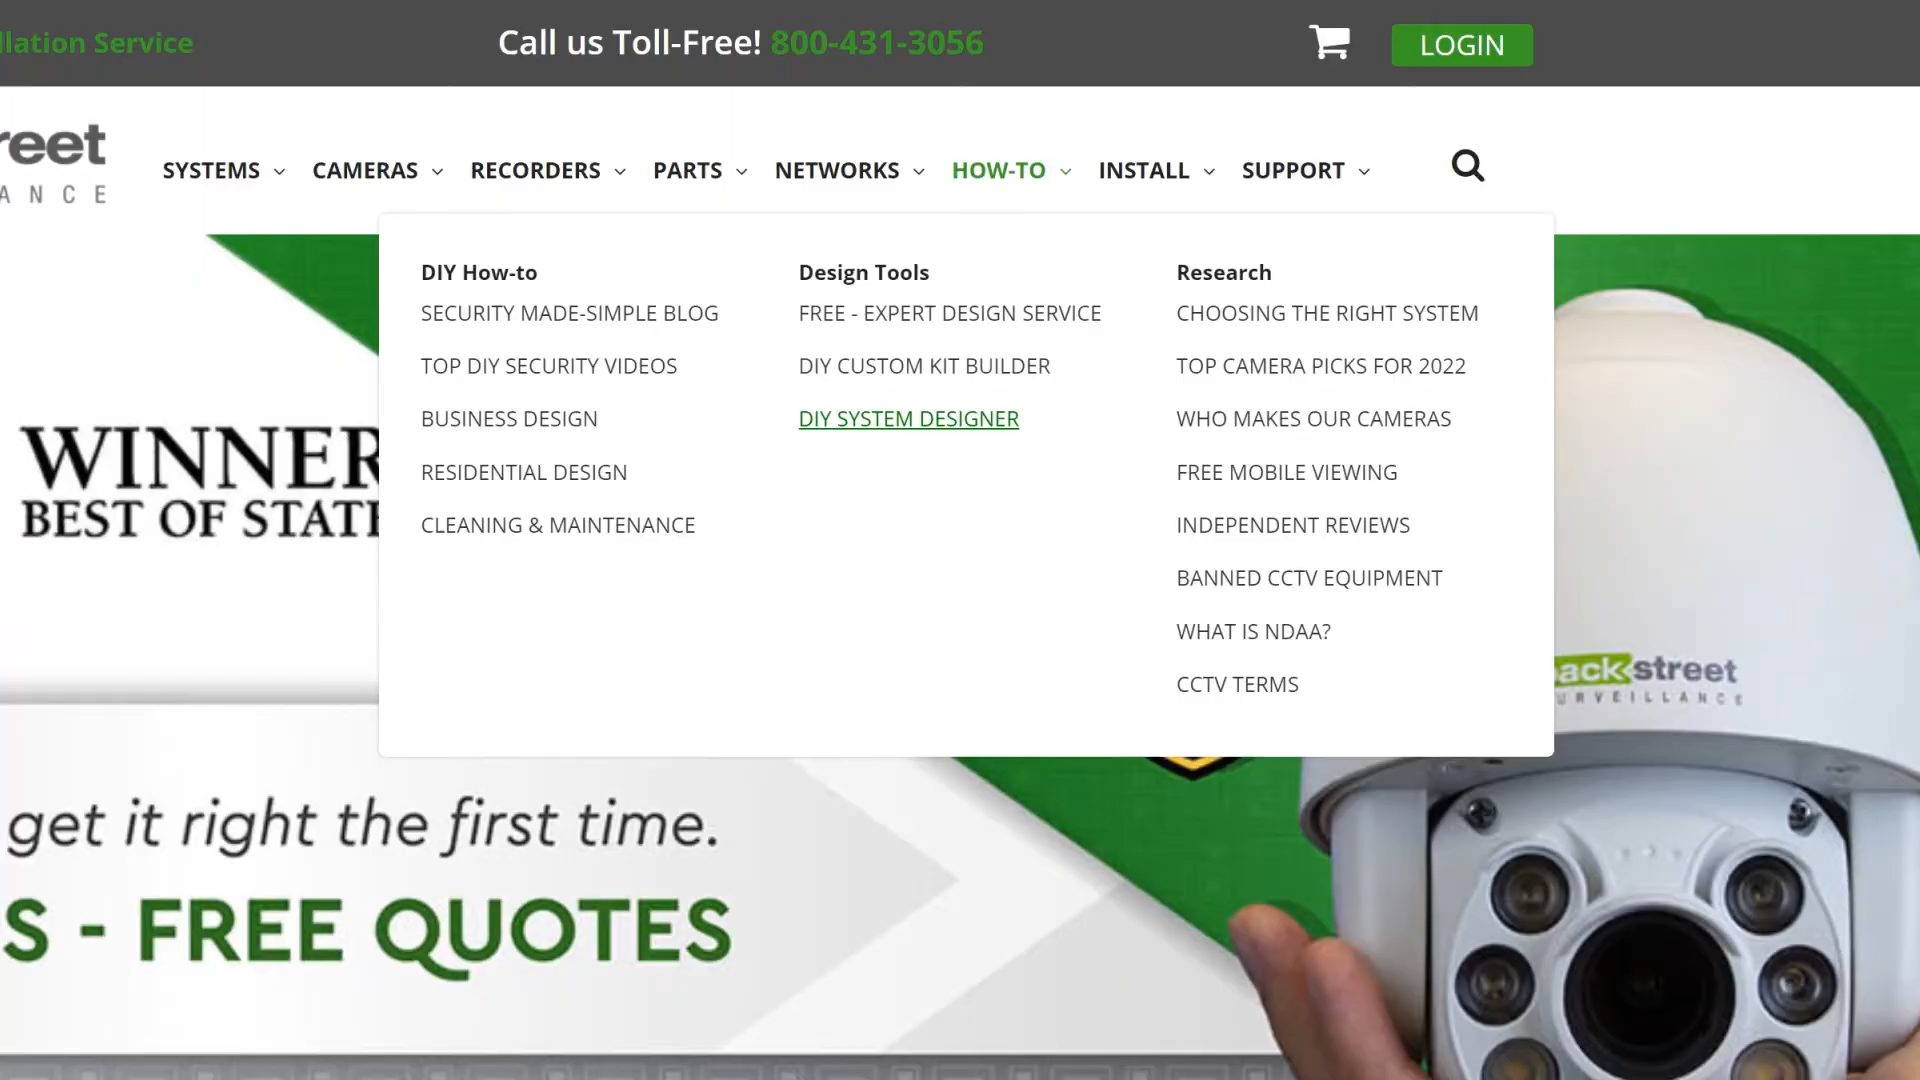 llation Service
Call us Toll-Free! 800-431-3056
LOGIN
reet
ANCE
SYSTEMS
CAMERAS
RECORDERS
PARTS
NETWORKS
HOW-TO
INSTALL
SUPPORT
DIY How-to
SECURITY MADE-SIMPLE BLOG
TOP DIY SECURITY VIDEOS
BUSINESS DESIGN
RESIDENTIAL DESIGN
CLEANING & MAINTENANCE
Design Tools
FREE - EXPERT DESIGN SERVICE
DIY CUSTOM KIT BUILDER
DIY SYSTEM DESIGNER
Research
CHOOSING THE RIGHT SYSTEM
TOP CAMERA PICKS FOR 2022
WHO MAKES OUR CAMERAS
FREE MOBILE VIEWING
INDEPENDENT REVIEWS
BANNED CCTV EQUIPMENT
WHAT IS NDAA?
CCTV TERMS
WINNER
BEST OF STATE
get it right the first time.
S - FREE QUOTES
backstreet
URVEILLANCE